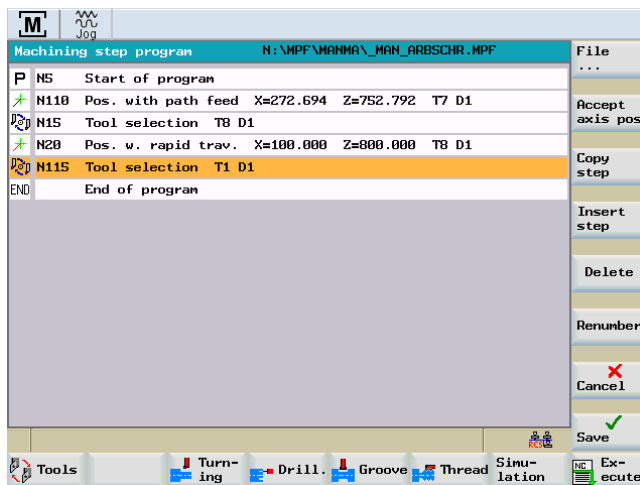 M
Jog
Machining step program N:\MPF\MANMA\_MAN_ARBSCHR.MPF
P N5 Start of program
N110 Pos. with path feed X=272.694 Z=752.792 T7 D1
N15 Tool selection T8 D1
N20 Pos. w. rapid trav. X=100.000 Z=800.000 T8 D1
N115 Tool selection T1 D1
END End of program
File
...
Accept
axis pos
Copy
step
Insert
step
Delete
Renumber
Cancel
Save
RCS
Tools
Turn-
ing
Drill.
Groove
Thread
Simu-
lation
NC
Ex-
ecute